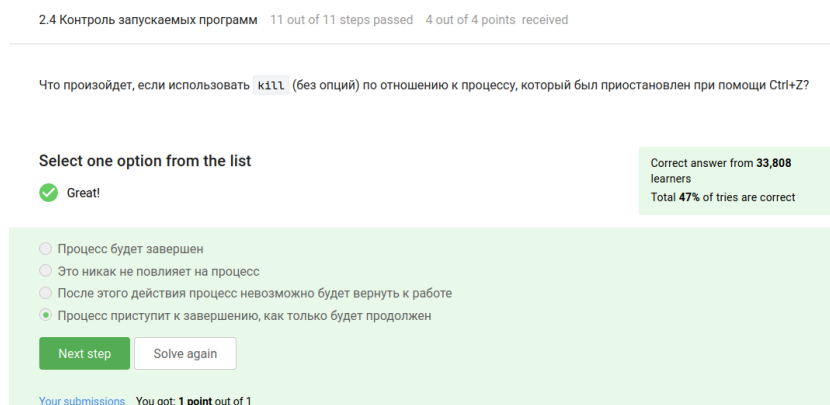 2.4 Контроль запускаемых программ 11 out of 11 steps passed 4 out of 4 points received
Что произойдет, если использовать kill (без опций) по отношению к процессу, который был приостановлен при помощи Ctrl+Z?
Select one option from the list
Great!
Correct answer from 33,808
learners
Total 47% of tries are correct
Процесс будет завершен
Это никак не повлияет на процесс
После этого действия процесс невозможно будет вернуть к работе
Процесс приступит к завершению, как только будет продолжен
Next step Solve again
Your submissions You got: 1 point out of 1